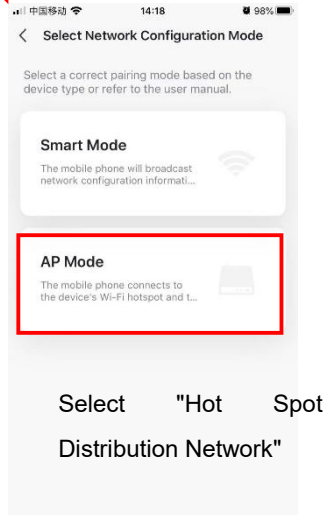 中国移动 14:18 98%
Select Network Configuration Mode
Select a correct pairing mode based on the
device type or refer to the user manual.
Smart Mode
The mobile phone will broadcast
network configuration informati...
AP Mode
The mobile phone connects to
the device's Wi-Fi hotspot and t...
Select "Hot Spot
Distribution Network"